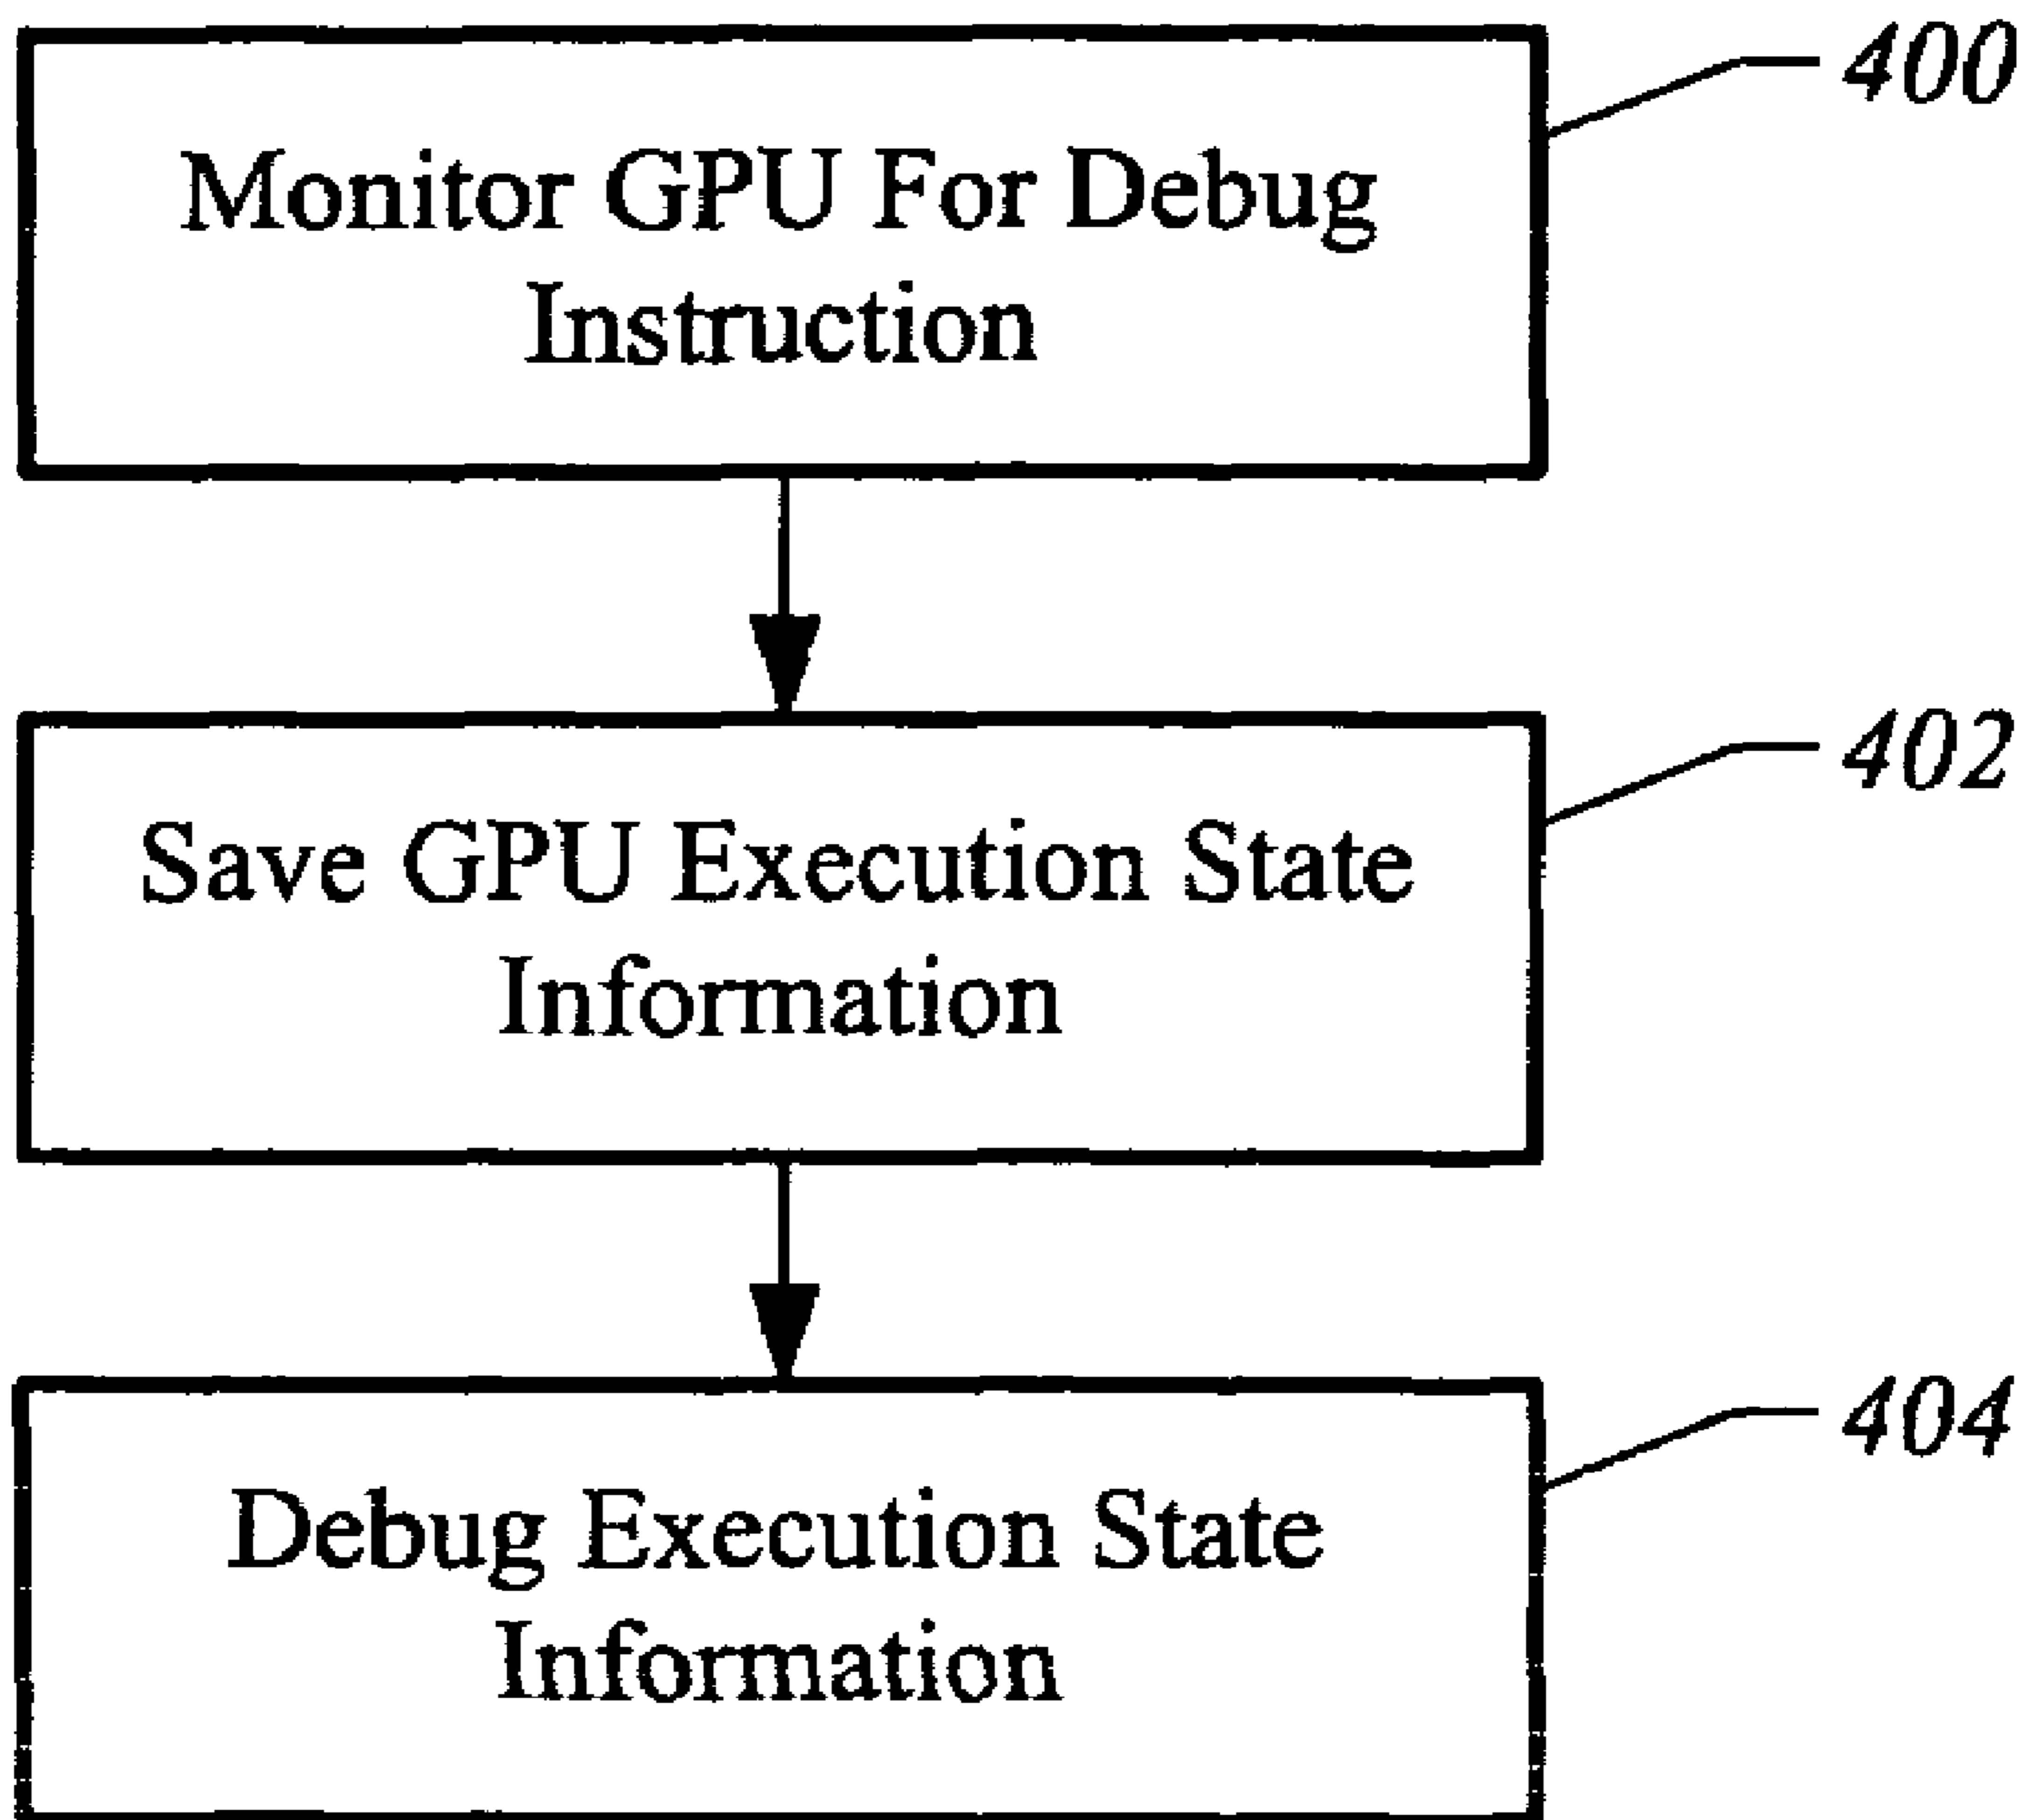 400
Monitor GPU For Debug
Instruction
402
Save GPU Execution State
Information
404
Debug Execution State
Information